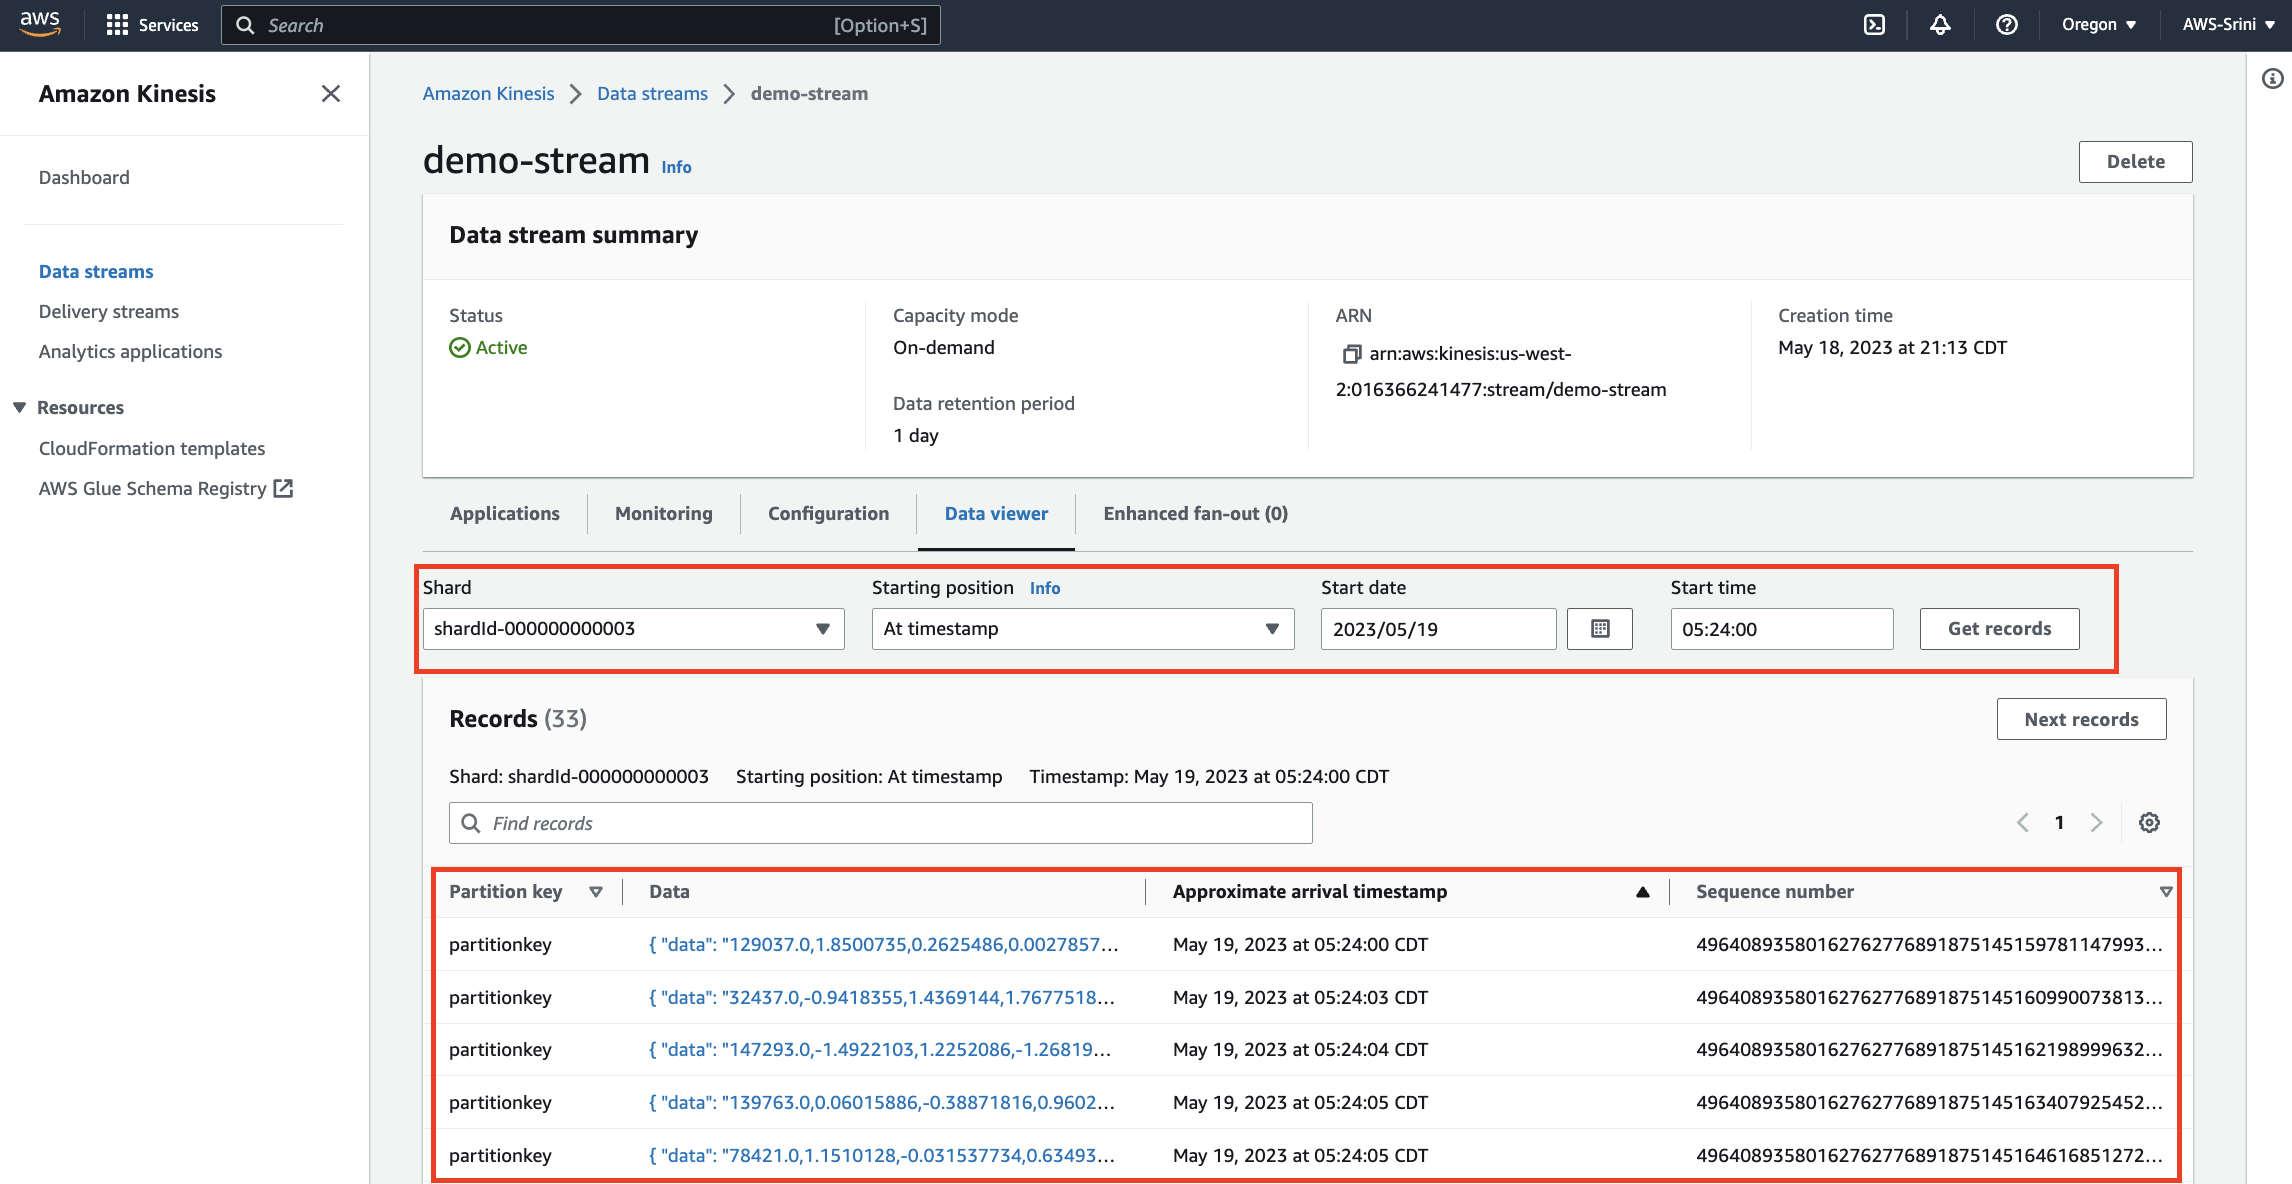 aws Services Search [Option+S] Oregon AWS-Srini
Amazon Kinesis
Dashboard
Data streams
Delivery streams
Analytics applications
Resources
CloudFormation templates
AWS Glue Schema Registry
Amazon Kinesis Data streams demo-stream
demo-stream Info Delete
Data stream summary
Status
Active
Capacity mode
On-demand
Data retention period
1 day
ARN
arn:aws:kinesis:us-west-
2:016366241477:stream/demo-stream
Creation time
May 18, 2023 at 21:13 CDT
Applications Monitoring Configuration Data viewer Enhanced fan-out (0)
Shard Starting position Info Start date Start time
shardId-000000000003 At timestamp 2023/05/19 05:24:00 Get records
Records (33) Next records
Shard: shardId-000000000003 Starting position: At timestamp Timestamp: May 19, 2023 at 05:24:00 CDT
Find records 1
Partition key Data Approximate arrival timestamp Sequence number
partitionkey { "data": "129037.0,1.8500735,0.2625486,0.0027857... May 19, 2023 at 05:24:00 CDT 49640893580162762776891875145159781147993...
partitionkey { "data": "32437.0,-0.9418355,1.4369144,1.7677518... May 19, 2023 at 05:24:03 CDT 49640893580162762776891875145160990073813...
partitionkey { "data": "147293.0,-1.4922103,1.2252086,-1.26819... May 19, 2023 at 05:24:04 CDT 49640893580162762776891875145162198999632...
partitionkey { "data": "139763.0,0.06015886,-0.38871816,0.9602... May 19, 2023 at 05:24:05 CDT 49640893580162762776891875145163407925452...
partitionkey { "data": "78421.0,1.1510128,-0.031537734,0.63493... May 19, 2023 at 05:24:05 CDT 49640893580162762776891875145164616851272...